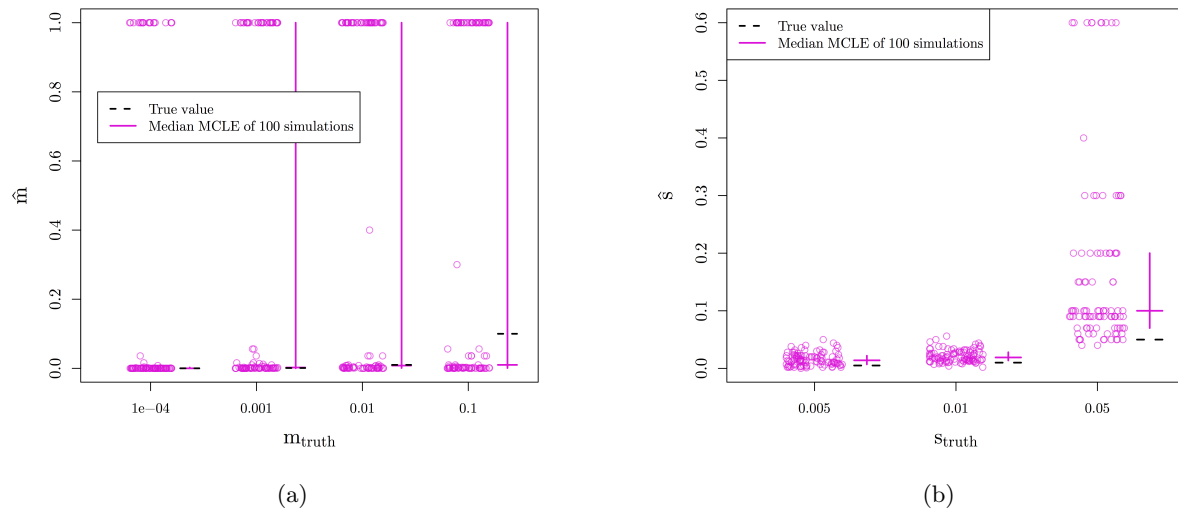 1.0
0.8
0.6
0.4
0.2
0.0
m̂
True value
Median MCLE of 100 simulations
1e−04
0.001
0.01
0.1
m_truth
(a)
0.6
0.5
0.4
0.3
0.2
0.1
0.0
ŝ
True value
Median MCLE of 100 simulations
0.005
0.01
0.05
s_truth
(b)